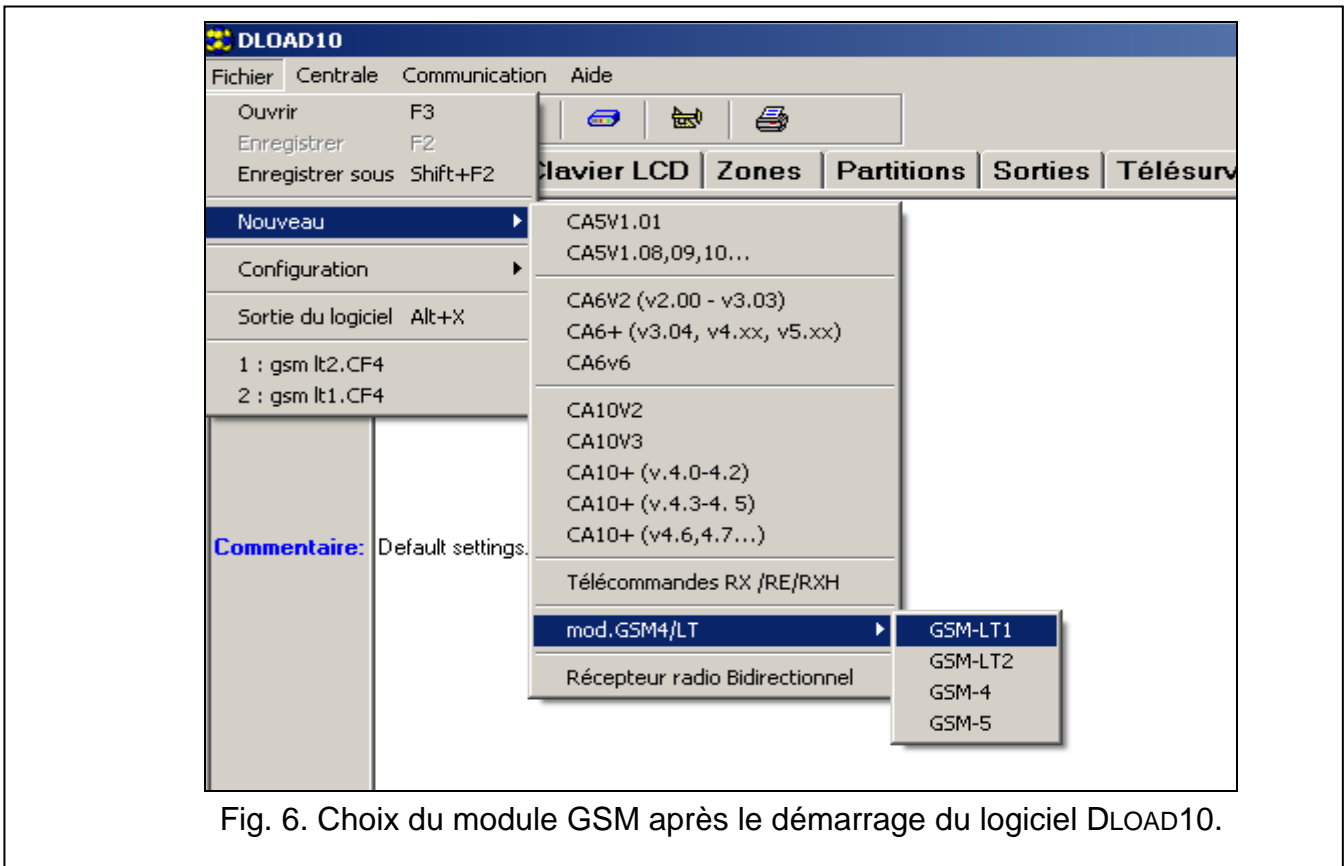 DLOAD10
Fichier Centrale Communication Aide
Ouvrir F3
Enregistrer F2
Enregistrer sous Shift+F2
Clavier LCD Zones Partitions Sorties Télésurv
Nouveau
Configuration
Sortie du logiciel Alt+X
1 : gsm lt2.CF4
2 : gsm lt1.CF4
CA5V1.01
CA5V1.08,09,10...
CA6V2 (v2.00 - v3.03)
CA6+ (v3.04, v4.xx, v5.xx)
CA6v6
CA10V2
CA10V3
CA10+ (v.4.0-4.2)
CA10+ (v.4.3-4. 5)
CA10+ (v4.6,4.7...)
Télécommandes RX /RE/RXH
mod.GSM4/LT
Récepteur radio Bidirectionnel
GSM-LT1
GSM-LT2
GSM-4
GSM-5
Commentaire: Default settings.
Fig. 6. Choix du module GSM après le démarrage du logiciel DLOAD10.